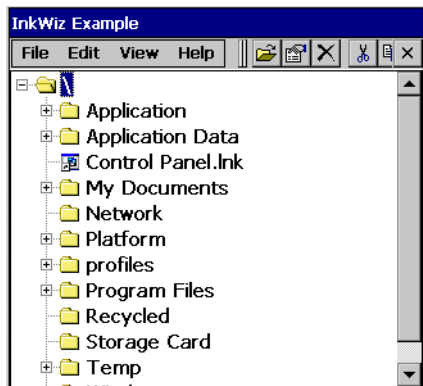 InkWiz Example
File Edit View Help
\
Application
Application Data
Control Panel.lnk
My Documents
Network
Platform
profiles
Program Files
Recycled
Storage Card
Temp